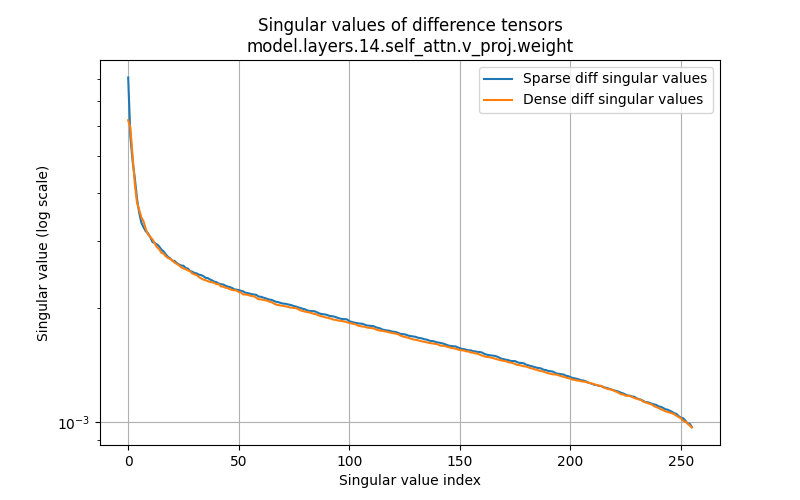 Singular values of difference tensors
model.layers.14.self_attn.v_proj.weight
Sparse diff singular values
Dense diff singular values
Singular value (log scale)
10⁻³
0 50 100 150 200 250
Singular value index